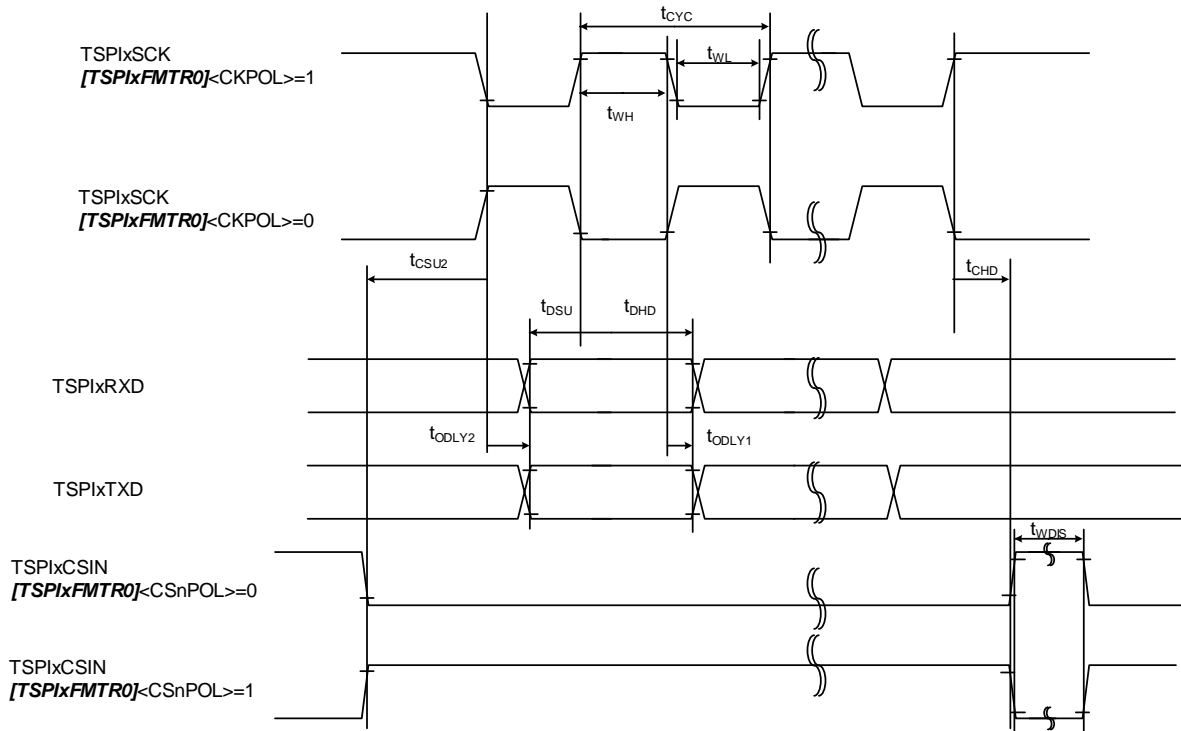 tCYC
TSPIxSCK
[TSPIxFMTR0]<CKPOL>=1
tWL
tWH
TSPIxSCK
[TSPIxFMTR0]<CKPOL>=0
tCSU2
tCHD
tDSU
tDHD
TSPIxRXD
tODLY2
tODLY1
TSPIxTXD
tWDIS
TSPIxCSIN
[TSPIxFMTR0]<CSnPOL>=0
TSPIxCSIN
[TSPIxFMTR0]<CSnPOL>=1